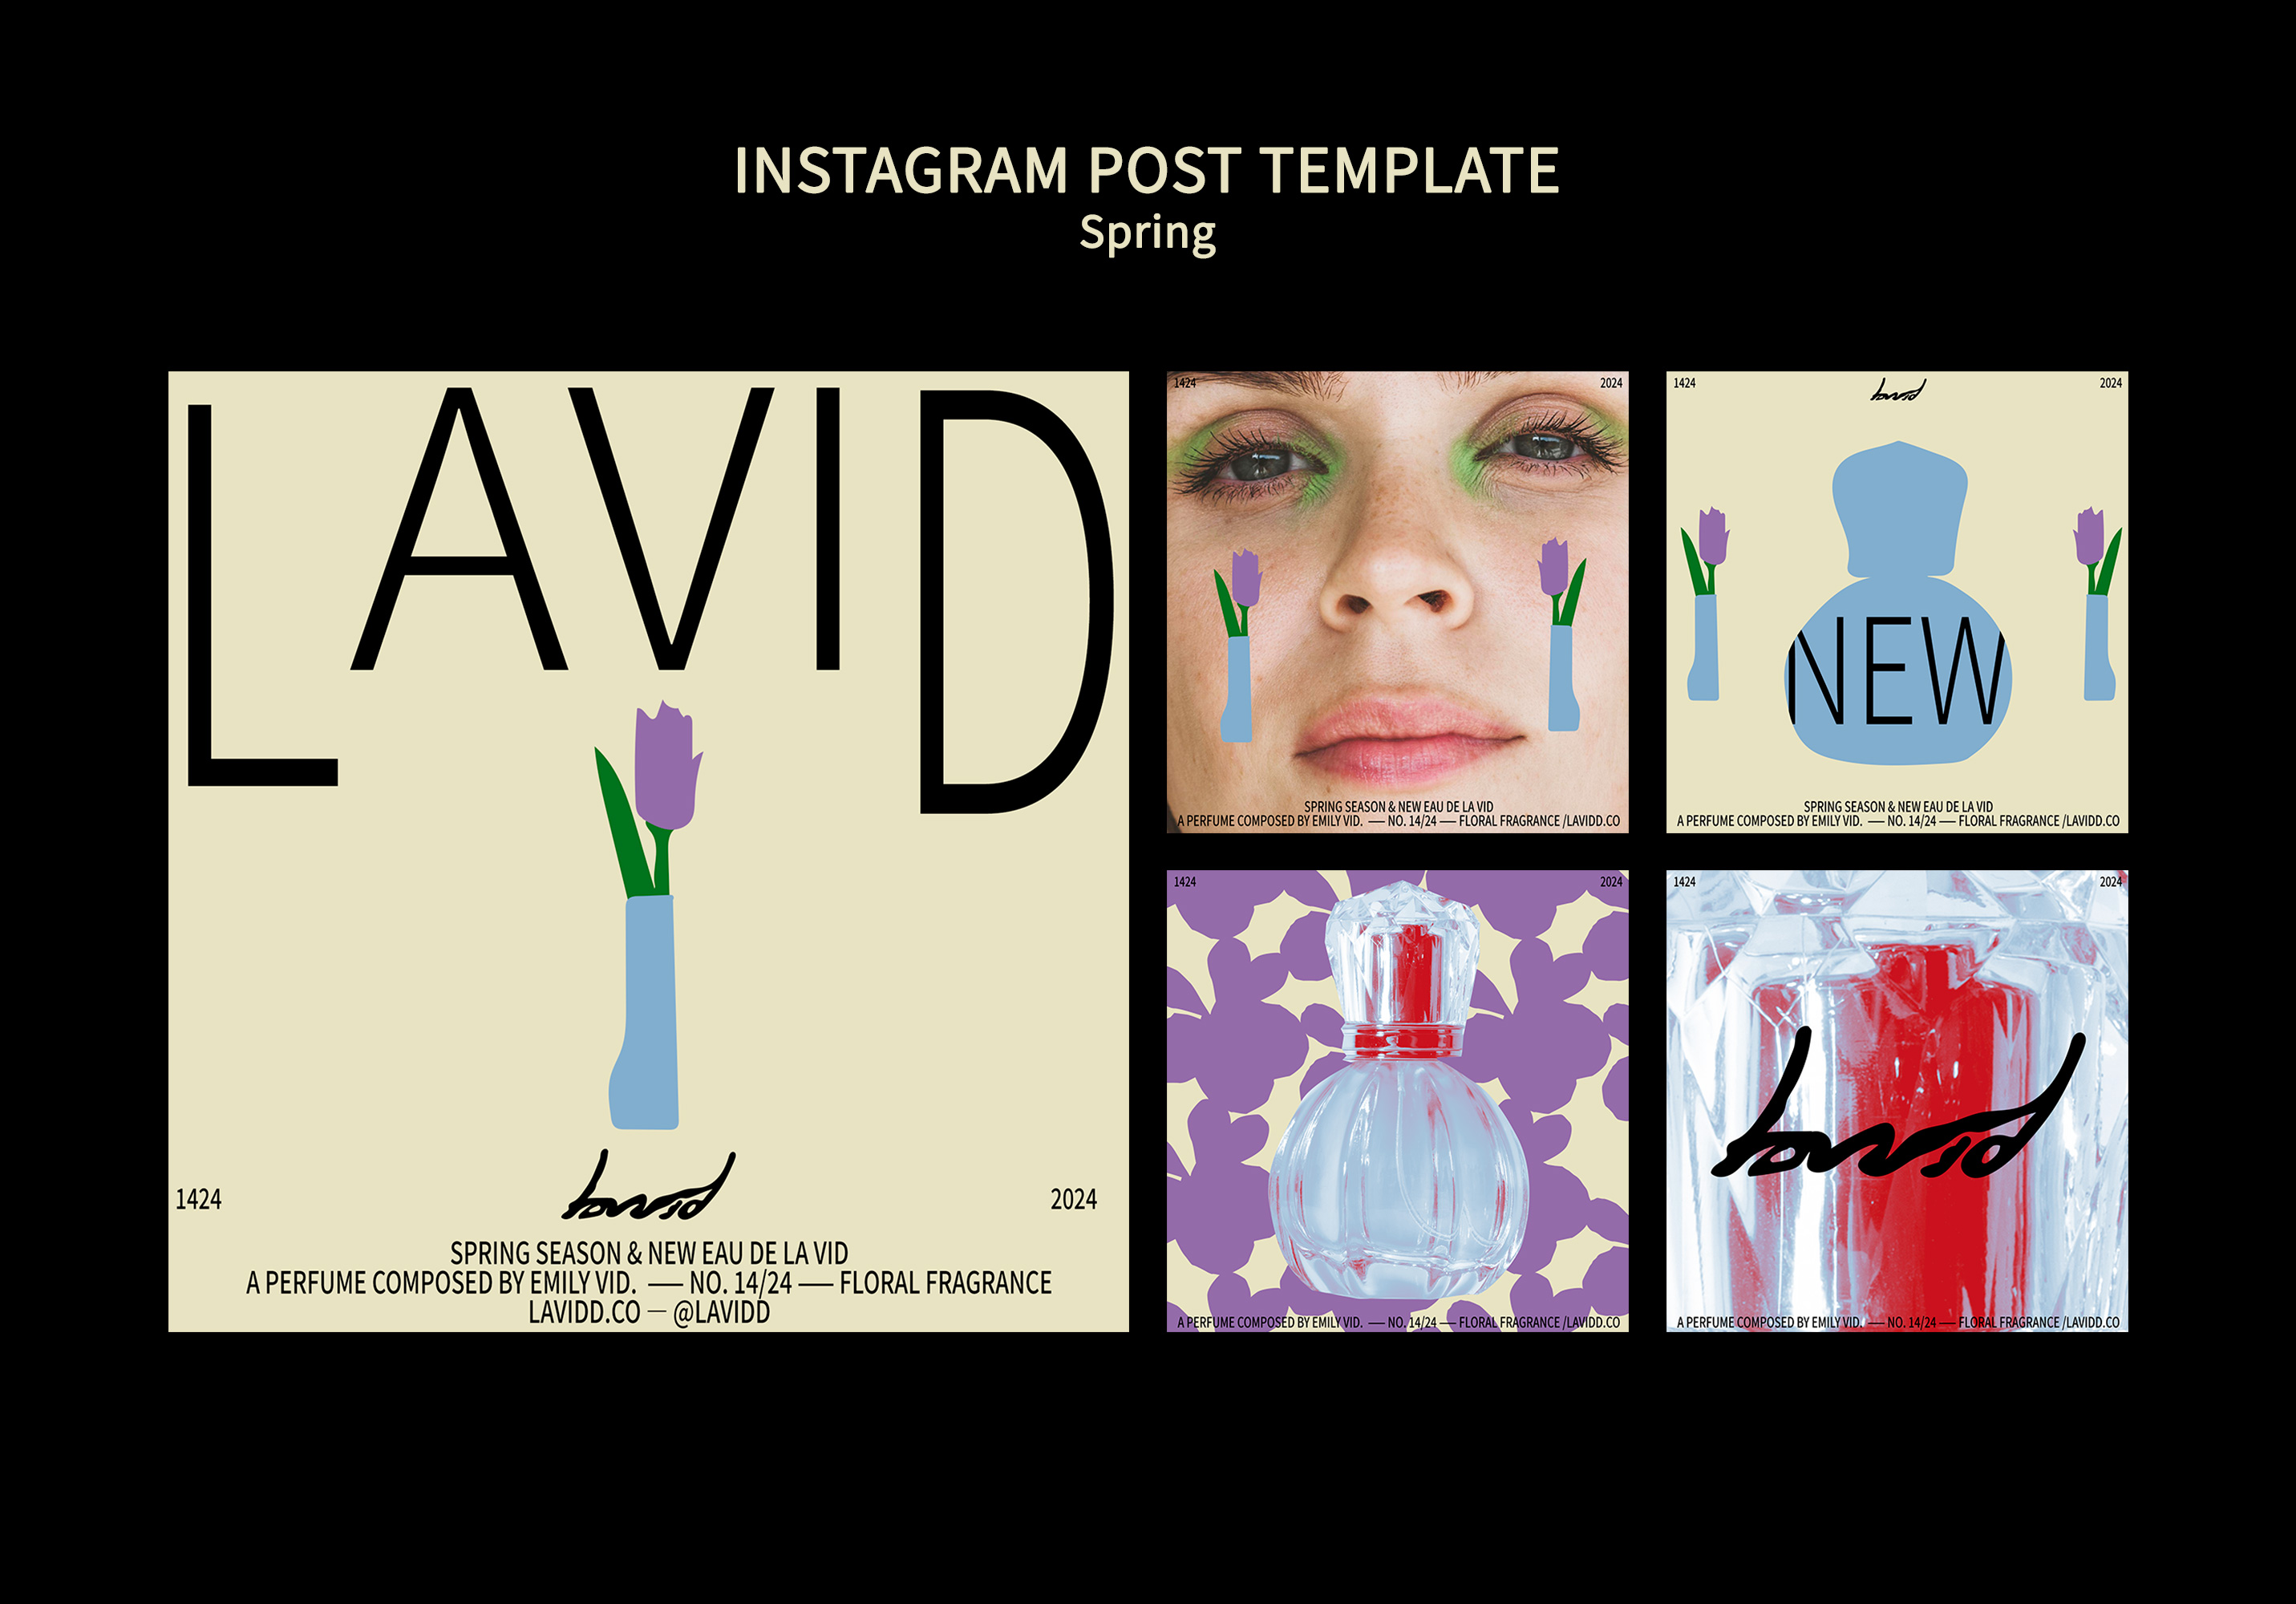 INSTAGRAM POST TEMPLATE
Spring
LAVID
lavid
1424
2024
SPRING SEASON & NEW EAU DE LA VID
A PERFUME COMPOSED BY EMILY VID. — NO. 14/24 — FLORAL FRAGRANCE
LAVIDD.CO — @LAVIDD
1424
2024
SPRING SEASON & NEW EAU DE LA VID
A PERFUME COMPOSED BY EMILY VID. — NO. 14/24 — FLORAL FRAGRANCE /LAVIDD.CO
1424
lavid
2024
NEW
SPRING SEASON & NEW EAU DE LA VID
A PERFUME COMPOSED BY EMILY VID. — NO. 14/24 — FLORAL FRAGRANCE /LAVIDD.CO
1424
2024
A PERFUME COMPOSED BY EMILY VID. — NO. 14/24 — FLORAL FRAGRANCE /LAVIDD.CO
1424
2024
lavid
A PERFUME COMPOSED BY EMILY VID. — NO. 14/24 — FLORAL FRAGRANCE /LAVIDD.CO